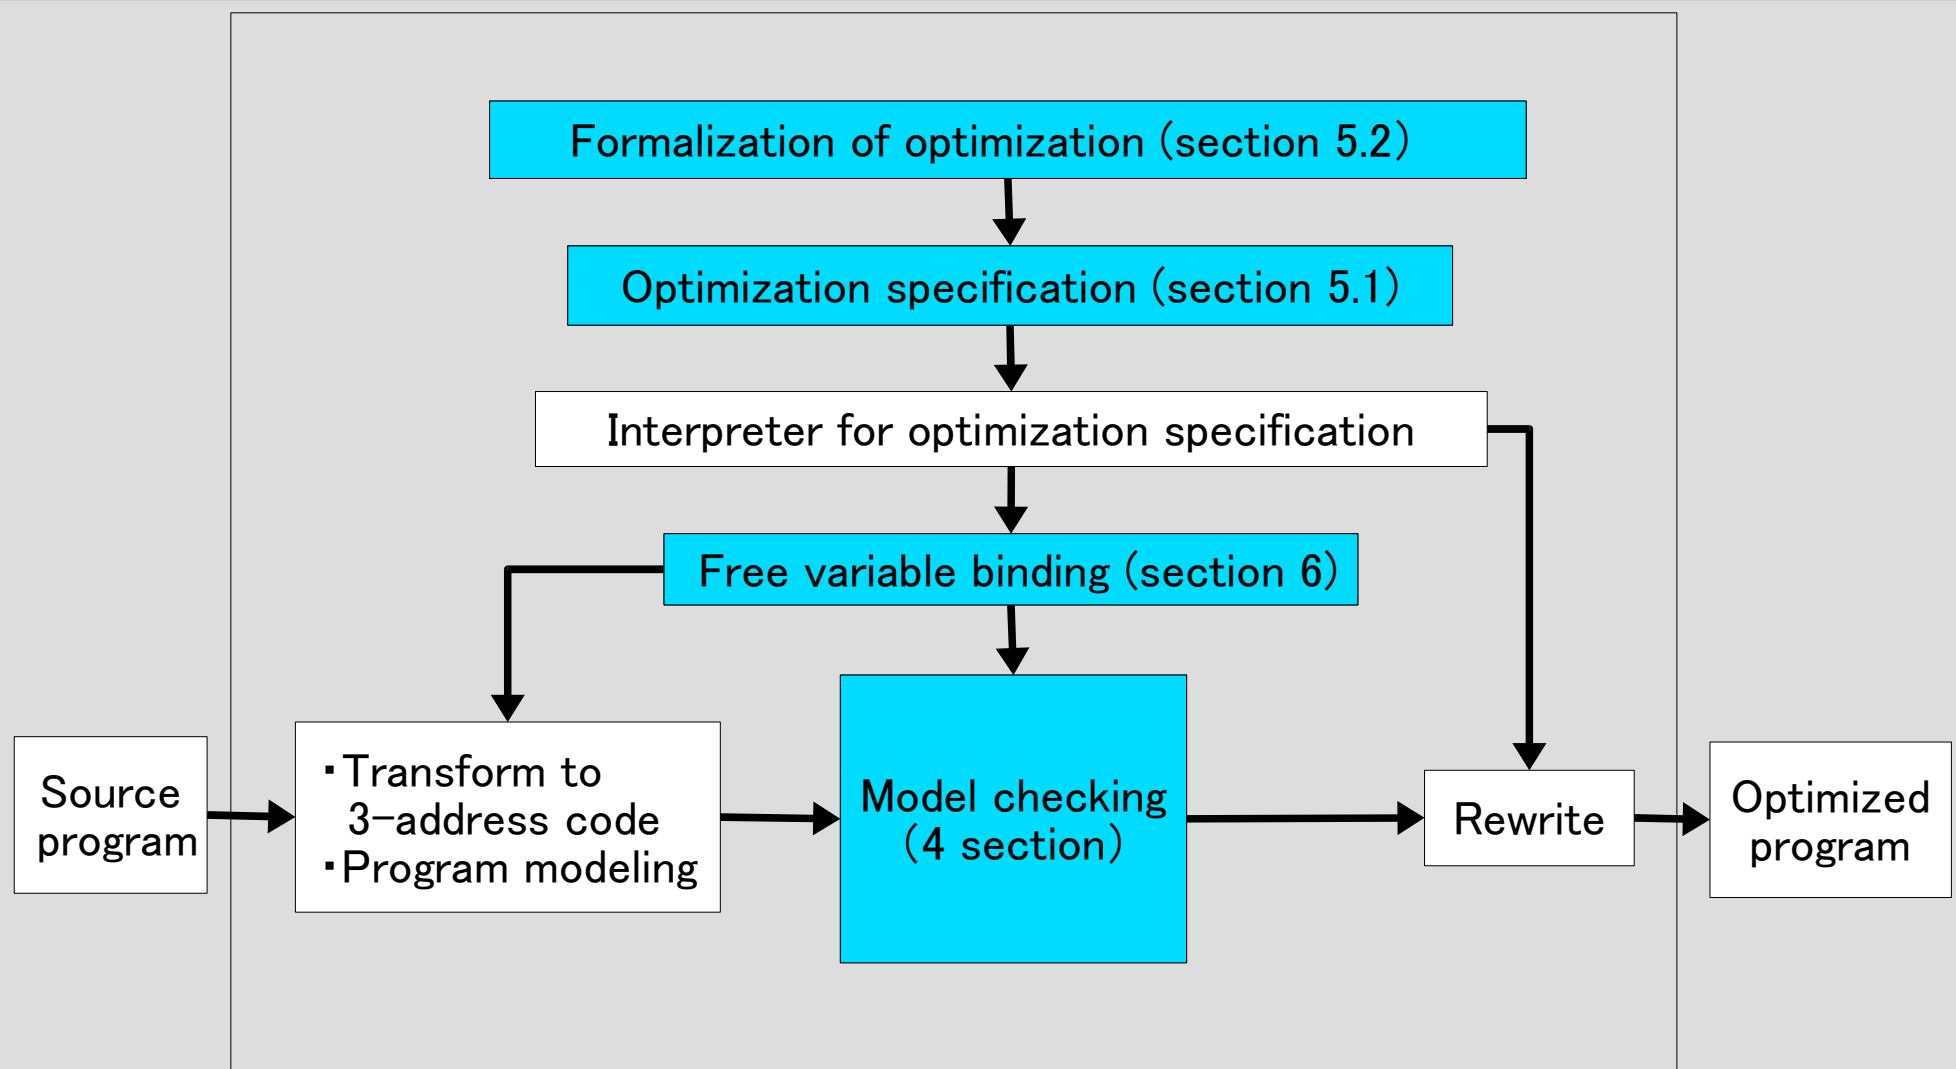 Formalization of optimization (section 5.2)
Optimization specification (section 5.1)
Interpreter for optimization specification
Free variable binding (section 6)
Source
program
・Transform to
3-address code
・Program modeling
Model checking
(4 section)
Rewrite
Optimized
program